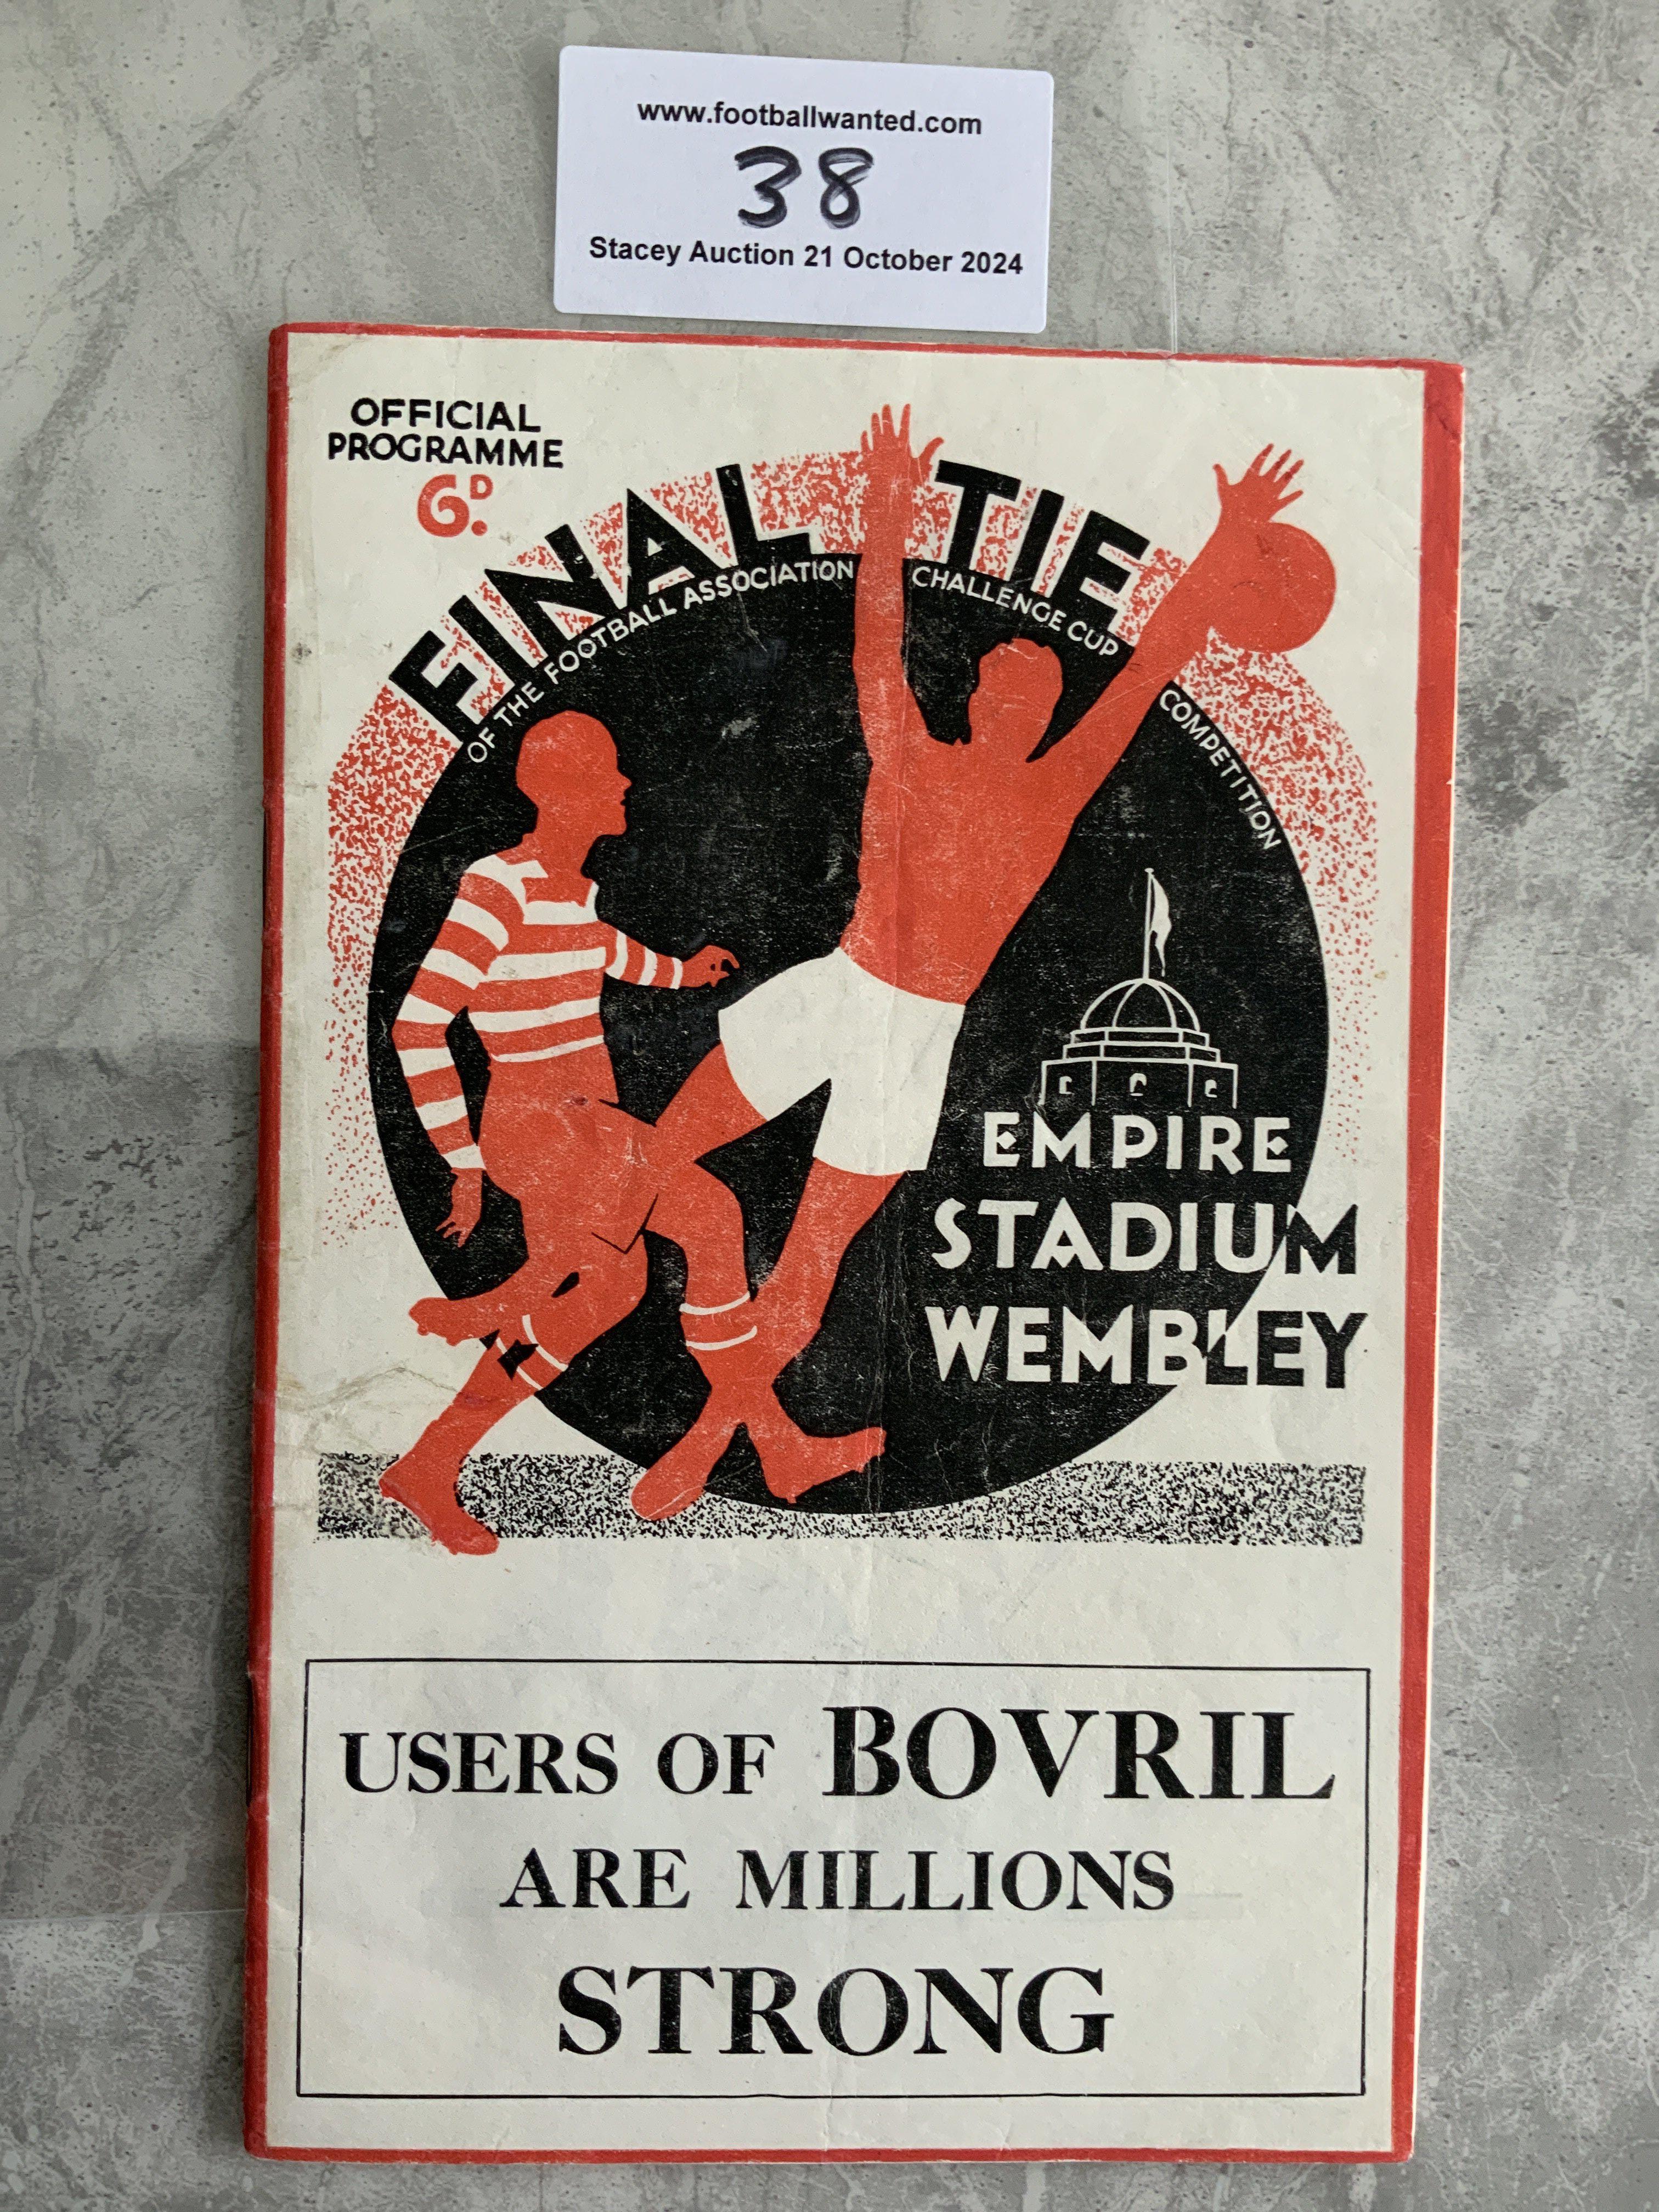 www.footballwanted.com
38
Stacey Auction 21 October 2024
OFFICIAL
PROGRAMME
6D.
FINAL TIE
OF THE FOOTBALL ASSOCIATION CHALLENGE CUP COMPETITION
EMPIRE
STADIUM
WEMBLEY
USERS OF BOVRIL
ARE MILLIONS
STRONG